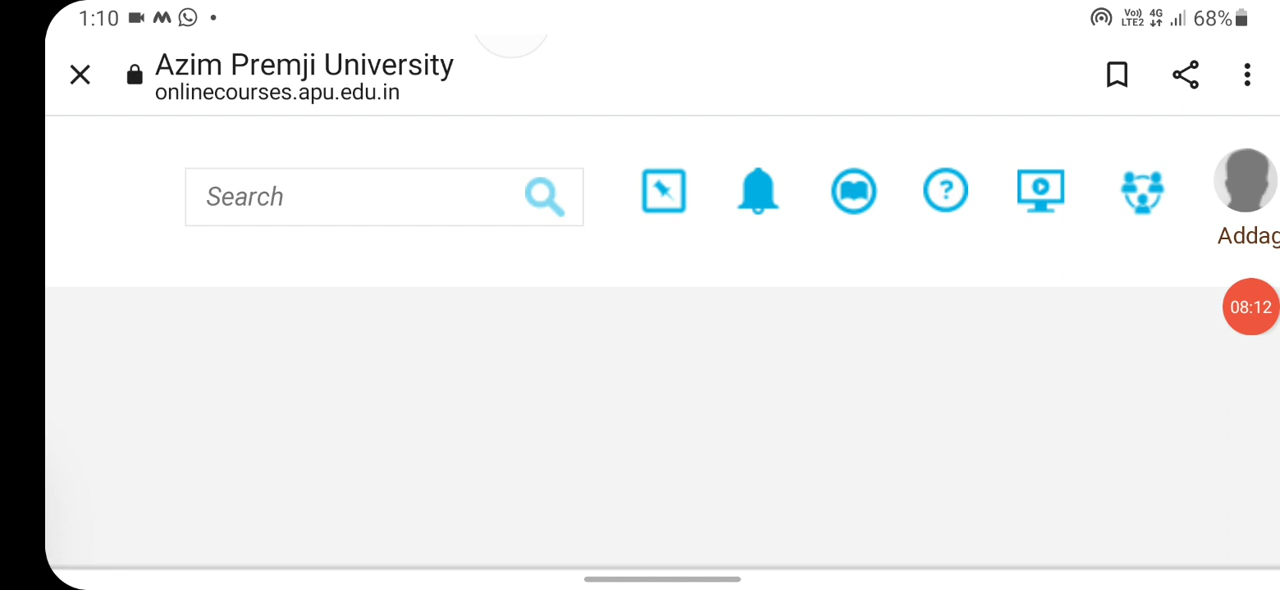 1:10 Vo)) 4G LTE2 68%
Azim Premji University
onlinecourses.apu.edu.in
Search
?
Addag
08:12